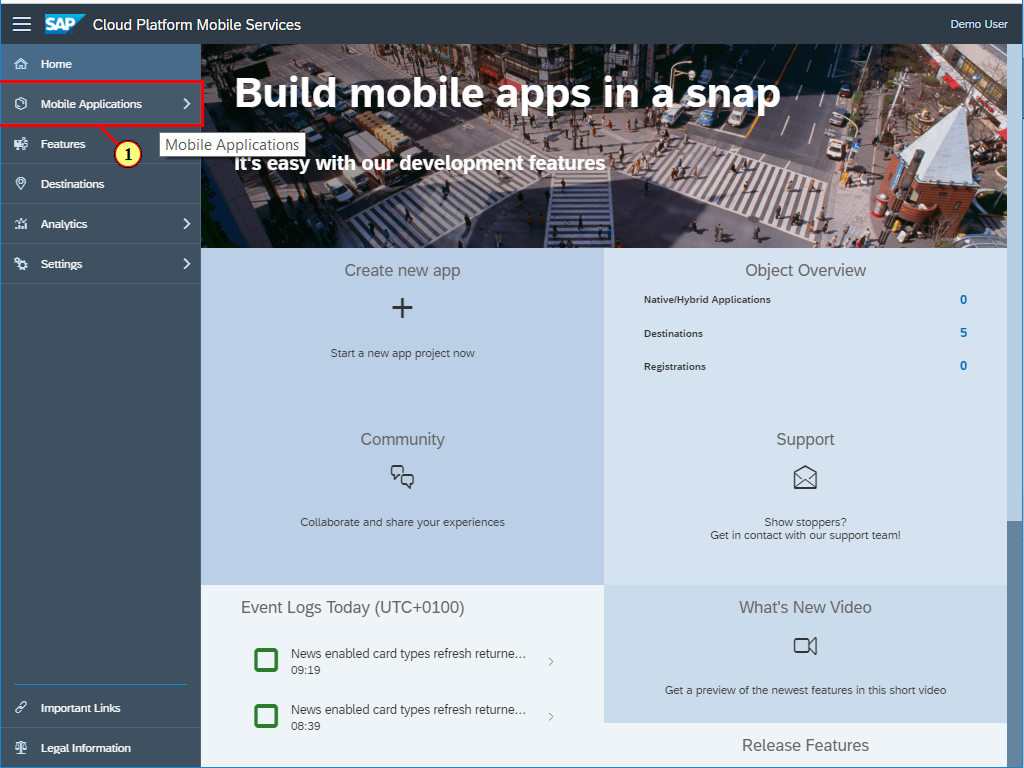 SAP Cloud Platform Mobile Services
Demo User
Home
Mobile Applications
1
Mobile Applications
Features
Destinations
Analytics
Settings
Important Links
Legal Information
Build mobile apps in a snap
It's easy with our development features
Create new app
Start a new app project now
Object Overview
Native/Hybrid Applications 0
Destinations 5
Registrations 0
Community
Collaborate and share your experiences
Support
Show stoppers?
Get in contact with our support team!
Event Logs Today (UTC+0100)
News enabled card types refresh returne...
09:19
News enabled card types refresh returne...
08:39
What's New Video
Get a preview of the newest features in this short video
Release Features